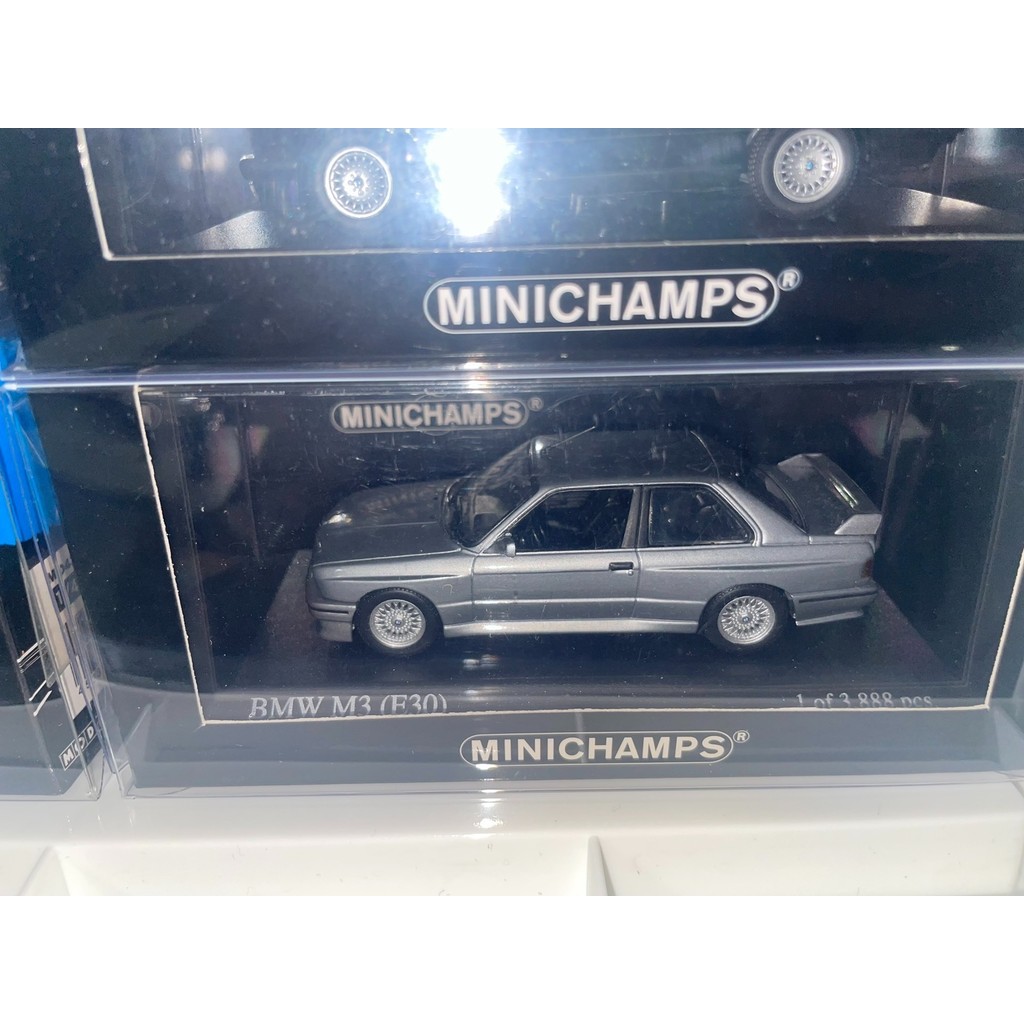 MINICHAMPS®
MINICHAMPS®
BMW M3 (E30)
1 of 3.888 pcs
MINICHAMPS®